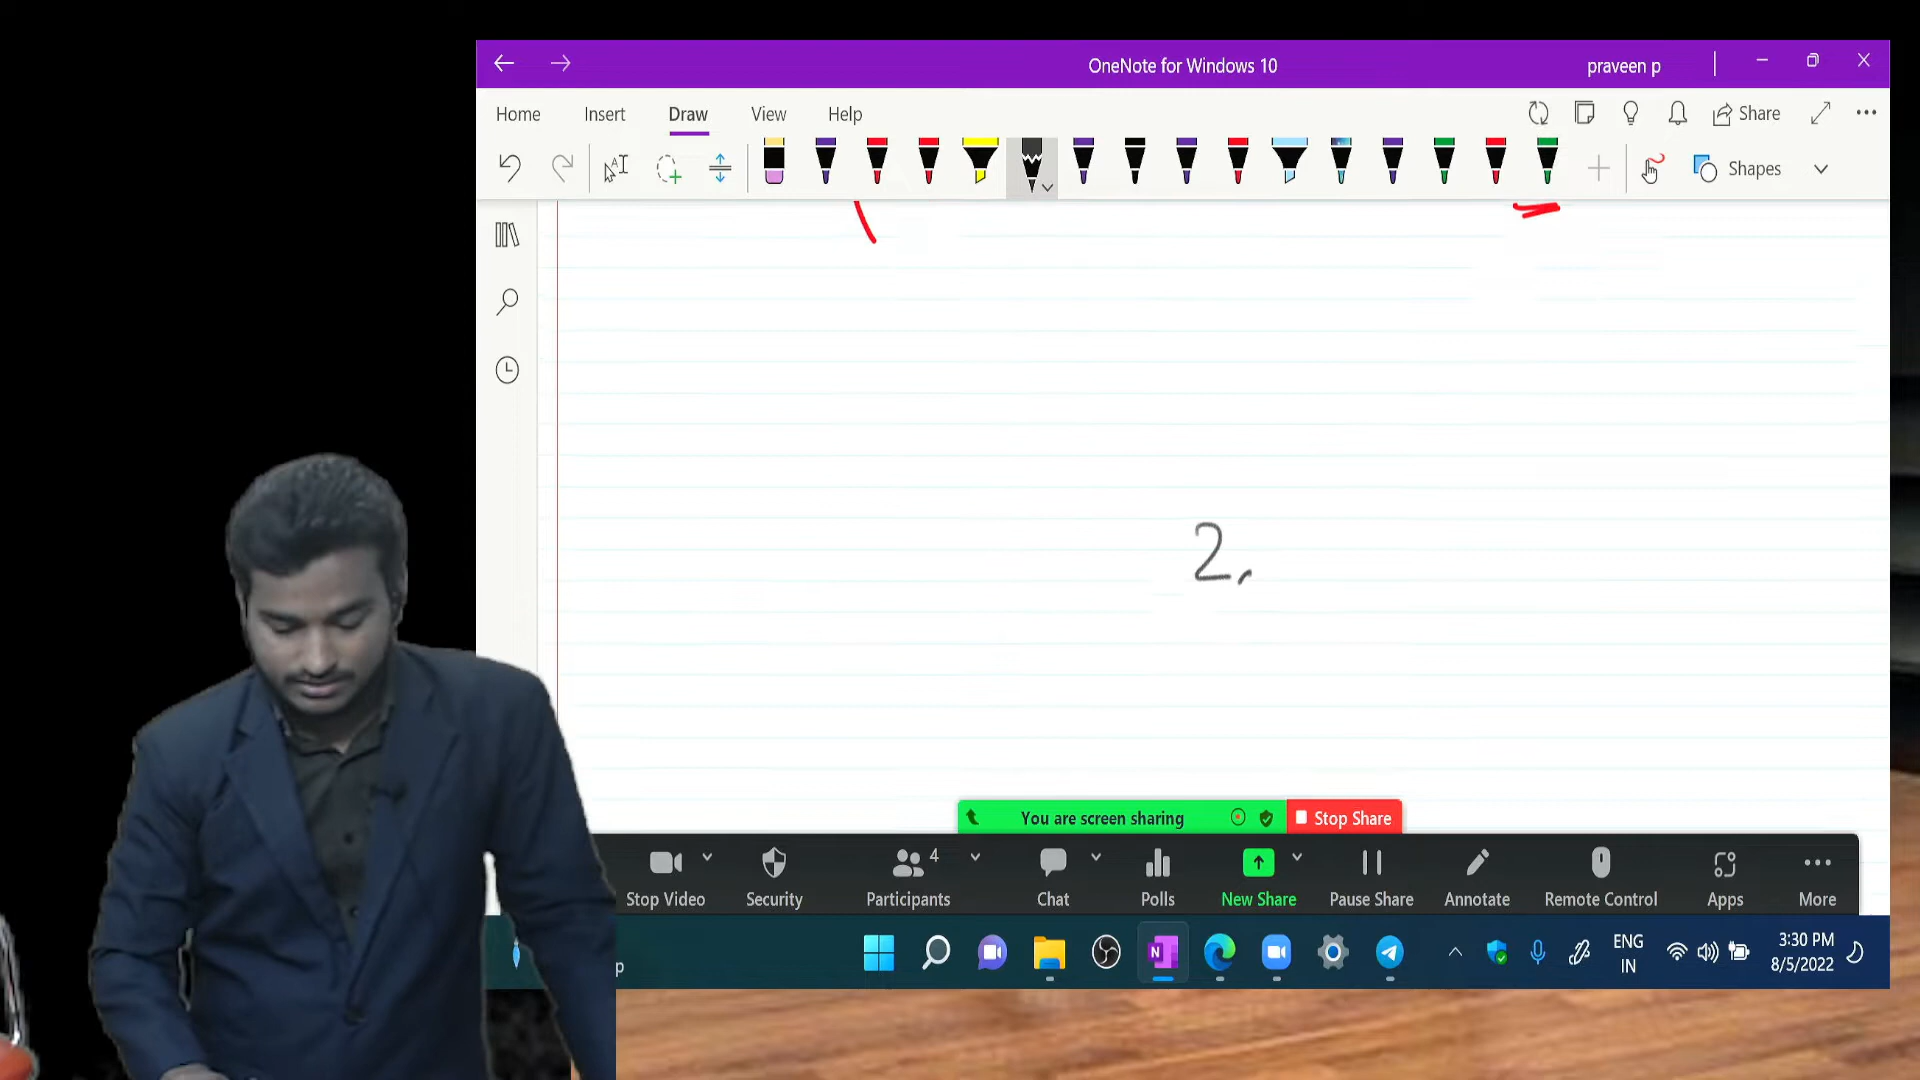 OneNote for Windows 10
praveen p
Home Insert Draw View Help Share
Shapes
2,
You are screen sharing Stop Share
4
Stop Video Security Participants Chat Polls New Share Pause Share Annotate Remote Control Apps More
p
ENG
IN
3:30 PM
8/5/2022